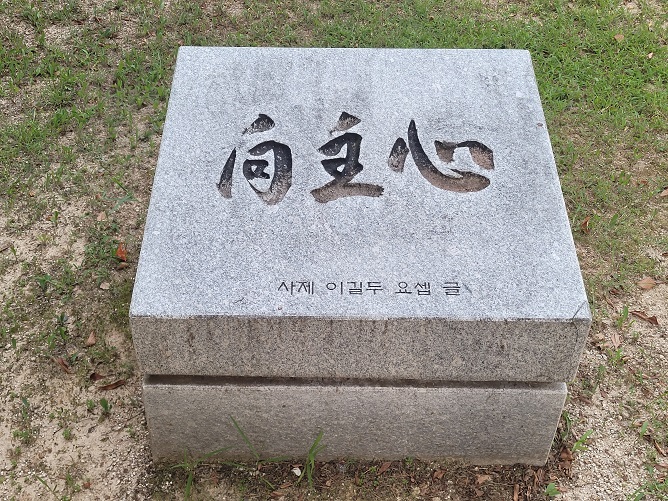 向主心
사제 이길두 요셉 글